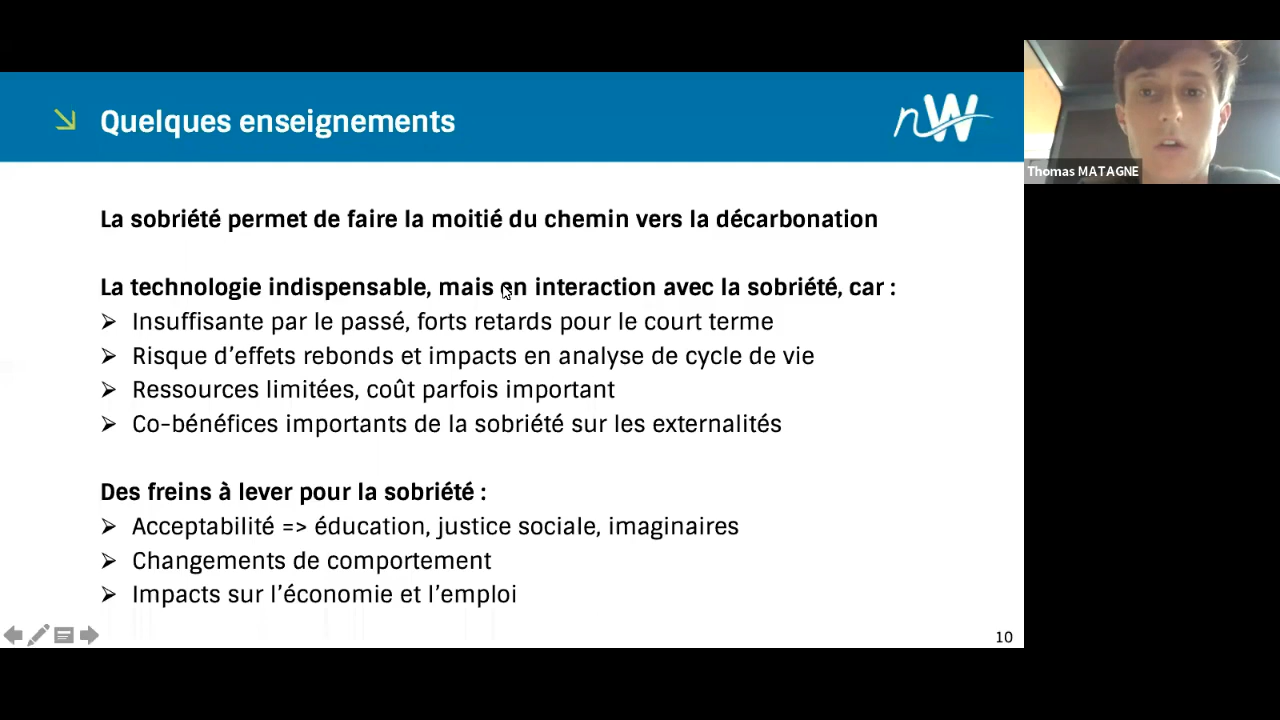 Quelques enseignements
nW
Thomas MATAGNE
La sobriété permet de faire la moitié du chemin vers la décarbonation
La technologie indispensable, mais en interaction avec la sobriété, car :
➢ Insuffisante par le passé, forts retards pour le court terme
➢ Risque d’effets rebonds et impacts en analyse de cycle de vie
➢ Ressources limitées, coût parfois important
➢ Co-bénéfices importants de la sobriété sur les externalités
Des freins à lever pour la sobriété :
➢ Acceptabilité => éducation, justice sociale, imaginaires
➢ Changements de comportement
➢ Impacts sur l’économie et l’emploi
10